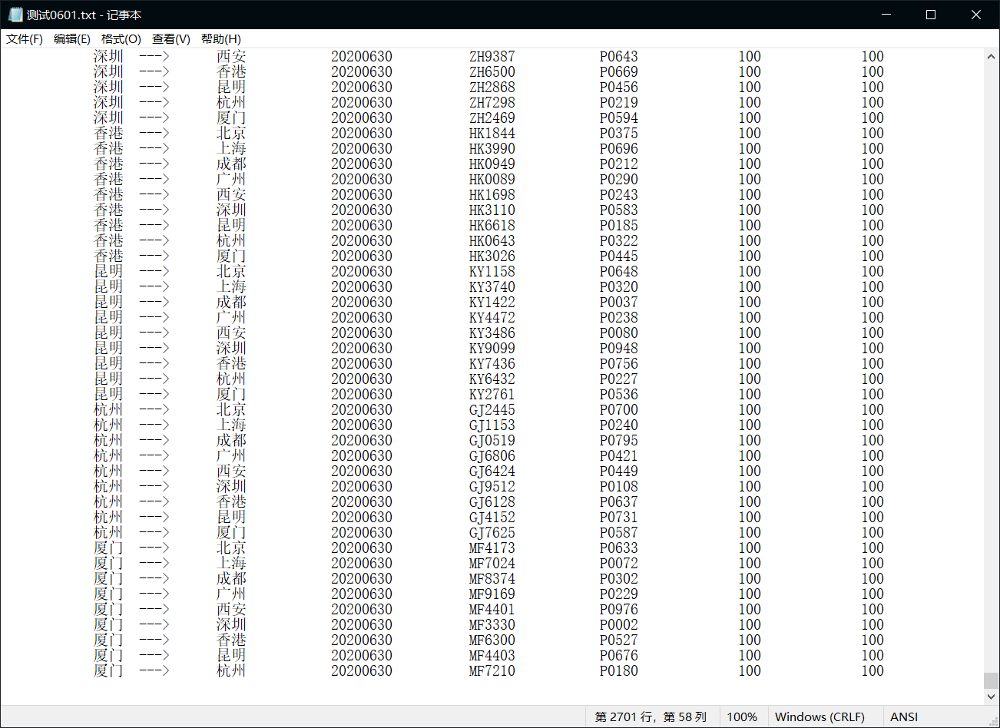 测试0601.txt - 记事本
文件(F) 编辑(E) 格式(O) 查看(V) 帮助(H)
深圳 ---> 西安 20200630 ZH9387 P0643 100 100
深圳 ---> 香港 20200630 ZH6500 P0669 100 100
深圳 ---> 昆明 20200630 ZH2868 P0456 100 100
深圳 ---> 杭州 20200630 ZH7298 P0219 100 100
深圳 ---> 厦门 20200630 ZH2469 P0594 100 100
香港 ---> 北京 20200630 HK1844 P0375 100 100
香港 ---> 上海 20200630 HK3990 P0696 100 100
香港 ---> 成都 20200630 HK0949 P0212 100 100
香港 ---> 广州 20200630 HK0089 P0290 100 100
香港 ---> 西安 20200630 HK1698 P0243 100 100
香港 ---> 深圳 20200630 HK3110 P0583 100 100
香港 ---> 昆明 20200630 HK6618 P0185 100 100
香港 ---> 杭州 20200630 HK0643 P0322 100 100
香港 ---> 厦门 20200630 HK3026 P0445 100 100
昆明 ---> 北京 20200630 KY1158 P0648 100 100
昆明 ---> 上海 20200630 KY3740 P0320 100 100
昆明 ---> 成都 20200630 KY1422 P0037 100 100
昆明 ---> 广州 20200630 KY4472 P0238 100 100
昆明 ---> 西安 20200630 KY3486 P0080 100 100
昆明 ---> 深圳 20200630 KY9099 P0948 100 100
昆明 ---> 香港 20200630 KY7436 P0756 100 100
昆明 ---> 杭州 20200630 KY6432 P0227 100 100
昆明 ---> 厦门 20200630 KY2761 P0536 100 100
杭州 ---> 北京 20200630 GJ2445 P0700 100 100
杭州 ---> 上海 20200630 GJ1153 P0240 100 100
杭州 ---> 成都 20200630 GJ0519 P0795 100 100
杭州 ---> 广州 20200630 GJ6806 P0421 100 100
杭州 ---> 西安 20200630 GJ6424 P0449 100 100
杭州 ---> 深圳 20200630 GJ9512 P0108 100 100
杭州 ---> 香港 20200630 GJ6128 P0637 100 100
杭州 ---> 昆明 20200630 GJ4152 P0731 100 100
杭州 ---> 厦门 20200630 GJ7625 P0587 100 100
厦门 ---> 北京 20200630 MF4173 P0633 100 100
厦门 ---> 上海 20200630 MF7024 P0072 100 100
厦门 ---> 成都 20200630 MF8374 P0302 100 100
厦门 ---> 广州 20200630 MF9169 P0229 100 100
厦门 ---> 西安 20200630 MF4401 P0976 100 100
厦门 ---> 深圳 20200630 MF3330 P0002 100 100
厦门 ---> 香港 20200630 MF6300 P0527 100 100
厦门 ---> 昆明 20200630 MF4403 P0676 100 100
厦门 ---> 杭州 20200630 MF7210 P0180 100 100
第 2701 行，第 58 列 100% Windows (CRLF) ANSI